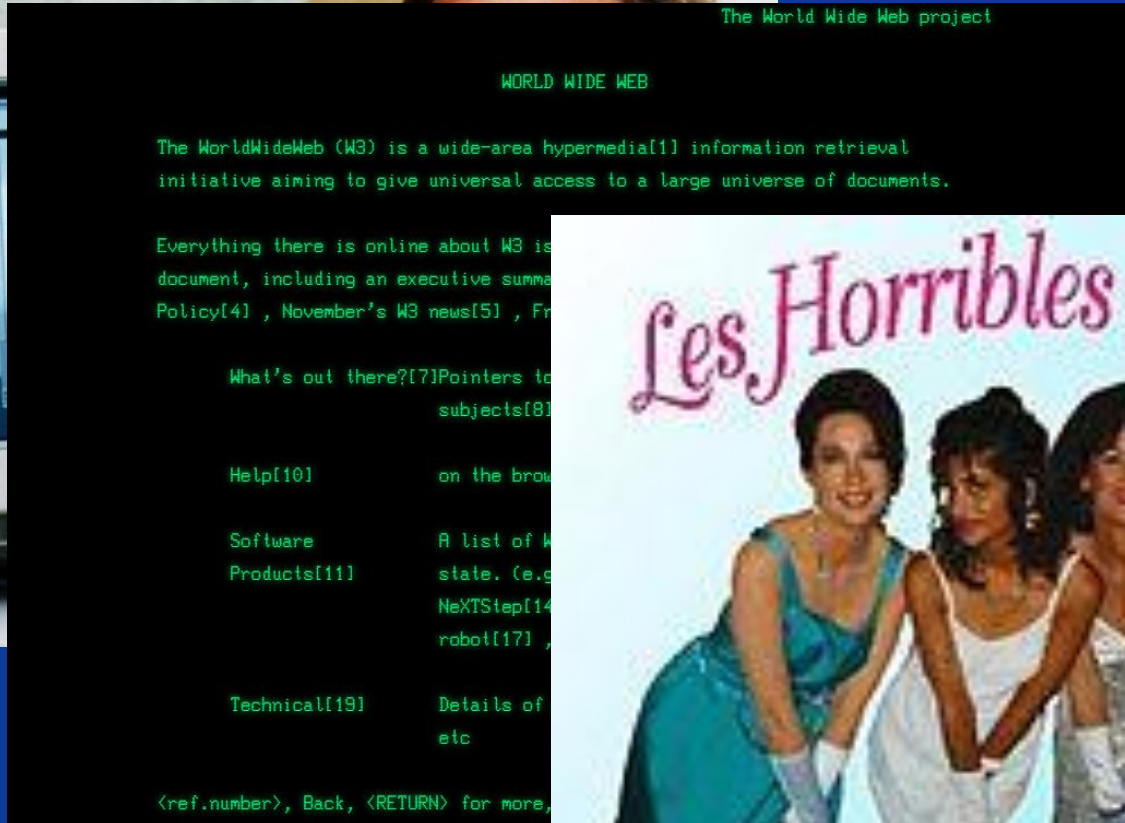 The World Wide Web project
WORLD WIDE WEB
The WorldWideWeb (W3) is a wide-area hypermedia[1] information retrieval
initiative aiming to give universal access to a large universe of documents.
Everything there is online about W3 is
document, including an executive summa
Policy[4] , November's W3 news[5] , Fr
What's out there?[7]Pointers to
subjects[8]
Help[10] on the brow
Software A list of W
Products[11] state. (e.g
NeXTStep[14
robot[17] ,
Technical[19] Details of
etc
<ref.number>, Back, <RETURN> for more,
Les Horribles